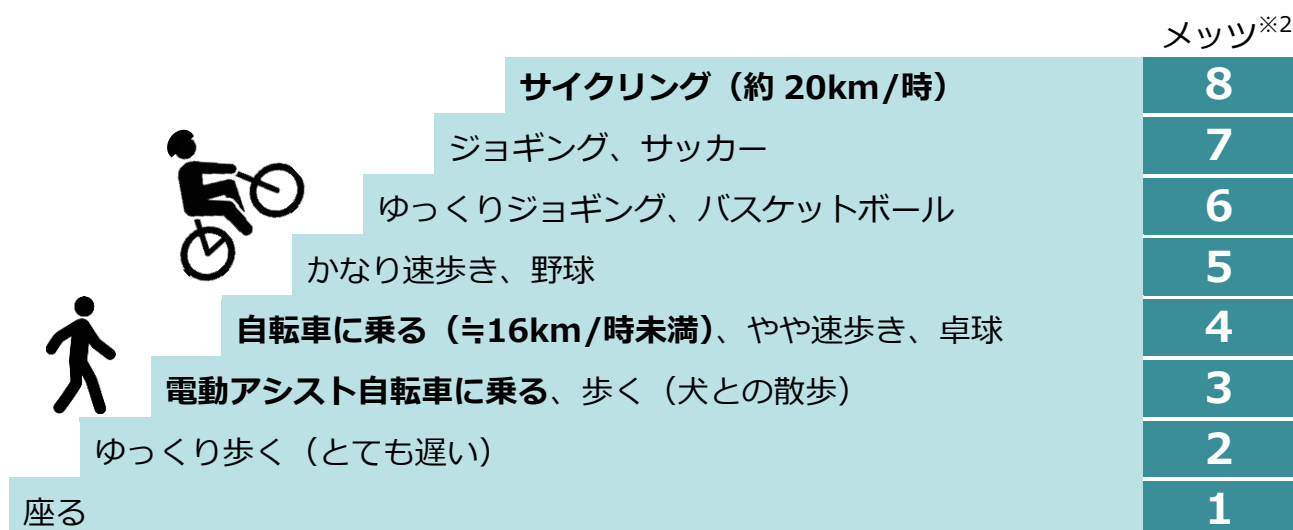 メッツ※2
サイクリング（約 20km/時） 8
ジョギング、サッカー 7
ゆっくりジョギング、バスケットボール 6
かなり速歩き、野球 5
自転車に乗る（≒16km/時未満）、やや速歩き、卓球 4
電動アシスト自転車に乗る、歩く（犬との散歩） 3
ゆっくり歩く（とても遅い） 2
座る 1